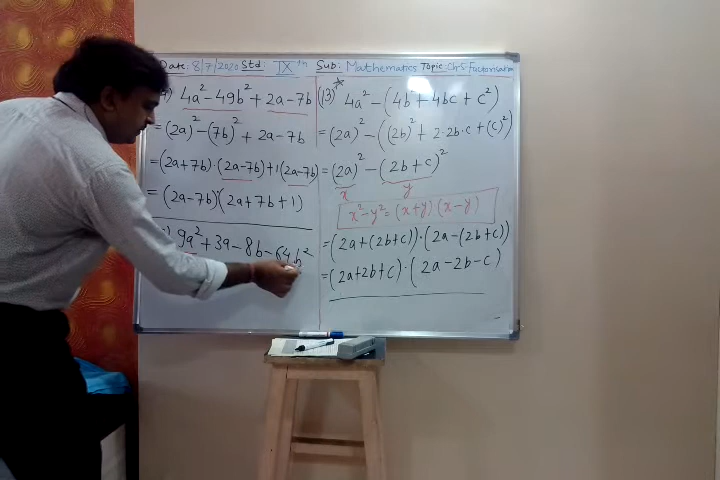 Date: 8/7/2020 Std: IXth Sub: Mathematics Topic: Ch-5 Factorisation
4a² - 49b² + 2a - 7b
= (2a)² - (7b)² + 2a - 7b
= (2a+7b)·(2a-7b)+1(2a-7b)
= (2a-7b)(2a+7b+1)
9a² + 3a - 8b - 64b²
(13)* 4a² - (4b² + 4bc + c²)
= (2a)² - ((2b)² + 2·2b·c + (c)²)
= (2a)² - (2b + c)²
x y
x² - y² = (x+y) (x-y)
= (2a+(2b+c))·(2a-(2b+c))
= (2a+2b+c)·(2a-2b-c)